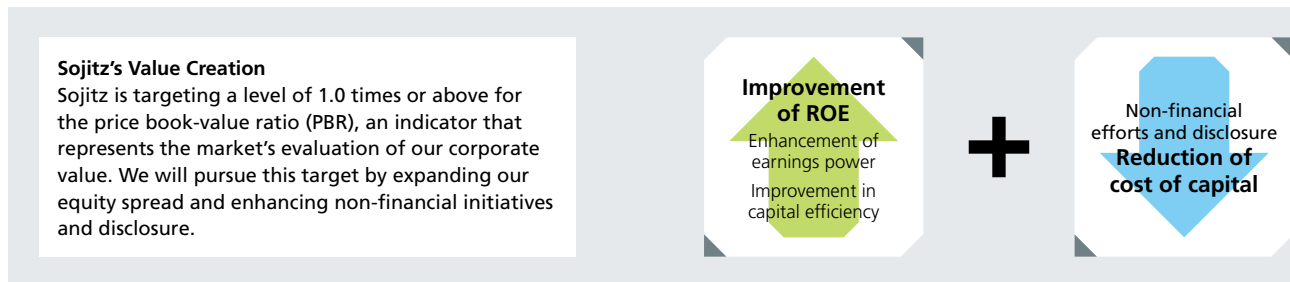 Sojitz's Value Creation
Sojitz is targeting a level of 1.0 times or above for
the price book-value ratio (PBR), an indicator that
represents the market's evaluation of our corporate
value. We will pursue this target by expanding our
equity spread and enhancing non-financial initiatives
and disclosure.
Improvement
of ROE
Enhancement of
earnings power
Improvement in
capital efficiency
+
Non-financial
efforts and disclosure
Reduction of
cost of capital